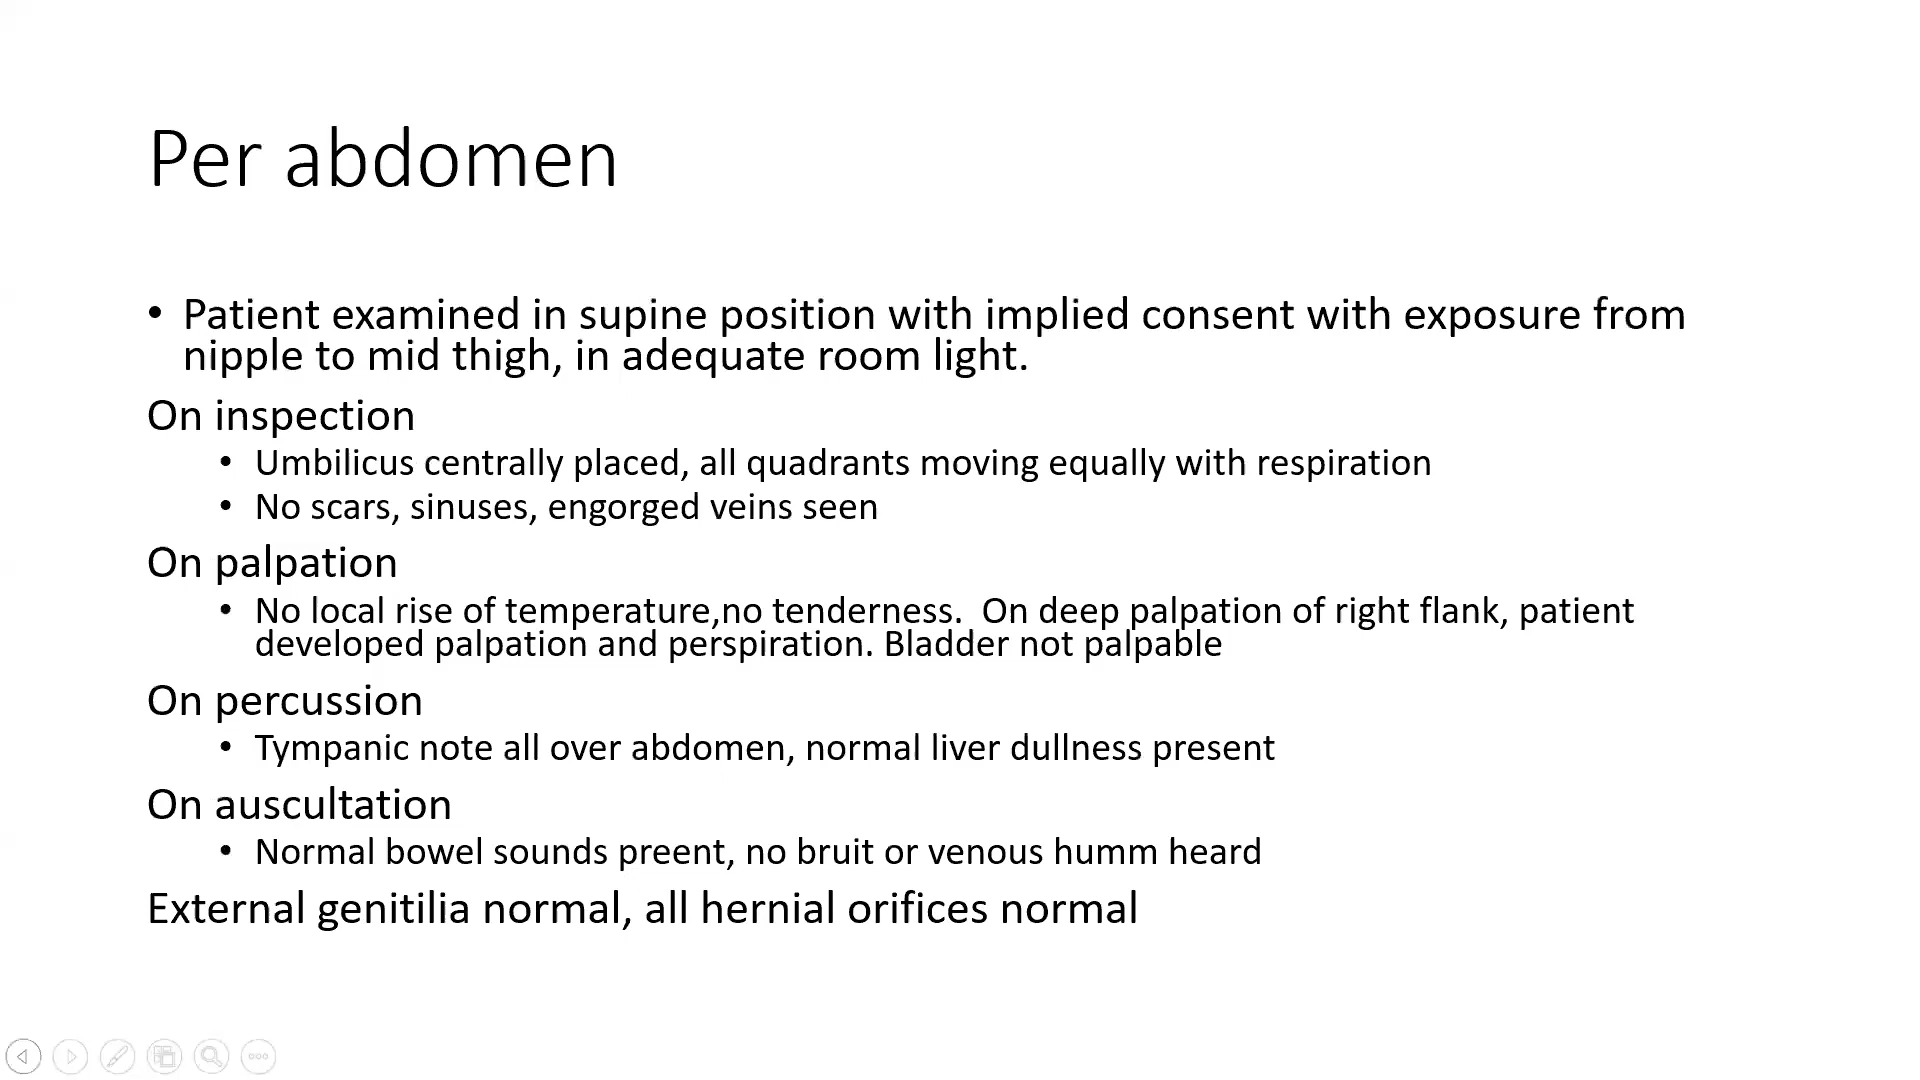 Per abdomen
• Patient examined in supine position with implied consent with exposure from
nipple to mid thigh, in adequate room light.
On inspection
• Umbilicus centrally placed, all quadrants moving equally with respiration
• No scars, sinuses, engorged veins seen
On palpation
• No local rise of temperature,no tenderness.  On deep palpation of right flank, patient
developed palpation and perspiration. Bladder not palpable
On percussion
• Tympanic note all over abdomen, normal liver dullness present
On auscultation
• Normal bowel sounds preent, no bruit or venous humm heard
External genitilia normal, all hernial orifices normal